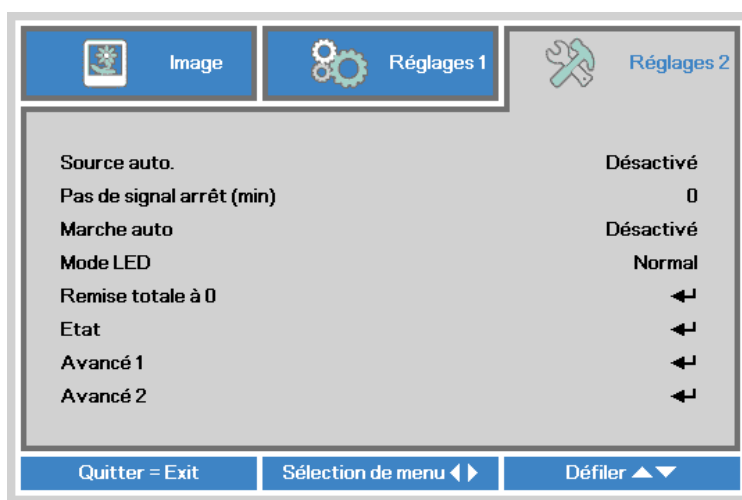 Image
Réglages 1
Réglages 2
Source auto. Désactivé
Pas de signal arrêt (min) 0
Marche auto Désactivé
Mode LED Normal
Remise totale à 0
Etat
Avancé 1
Avancé 2
Quitter = Exit
Sélection de menu
Défiler